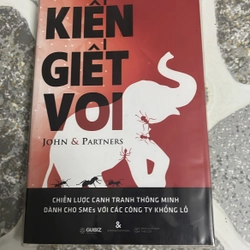 KIẾN
GIẾT
VOI
JOHN & PARTNERS
CHIẾN LƯỢC CẠNH TRANH THÔNG MINH
DÀNH CHO SMEs VỚI CÁC CÔNG TY KHỔNG LỒ
GUBIZ &